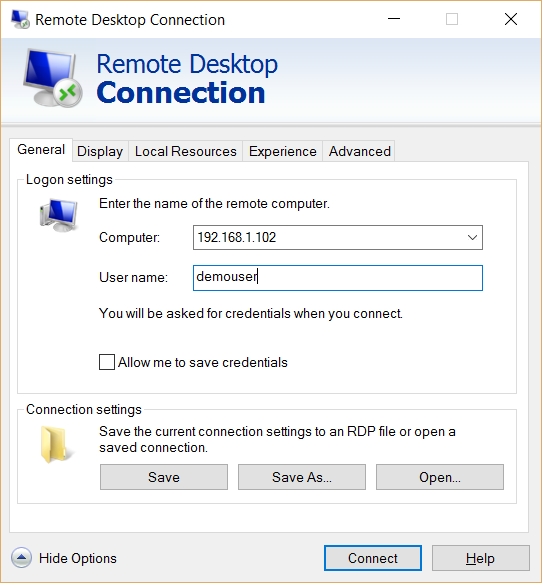 Remote Desktop Connection
Remote Desktop
Connection
General Display Local Resources Experience Advanced
Logon settings
Enter the name of the remote computer.
Computer: 192.168.1.102
User name: demouser
You will be asked for credentials when you connect.
Allow me to save credentials
Connection settings
Save the current connection settings to an RDP file or open a
saved connection.
Save Save As... Open...
Hide Options Connect Help